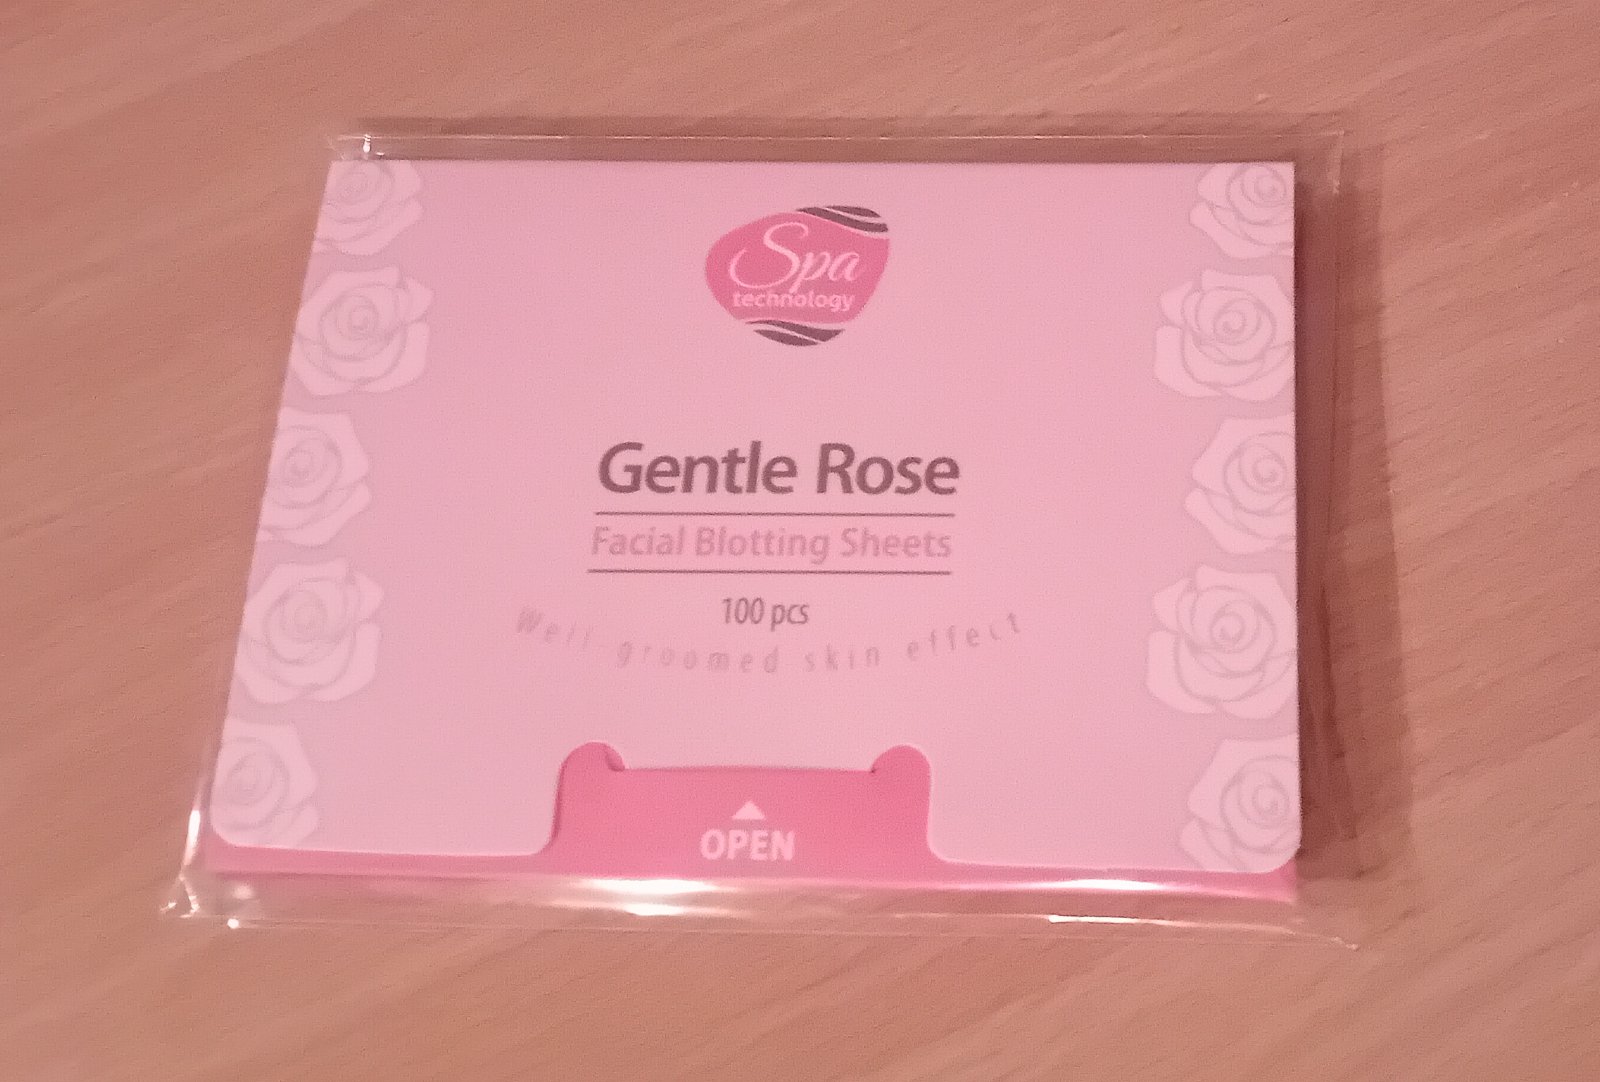 Spa
technology
Gentle Rose
Facial Blotting Sheets
100 pcs
Well-groomed skin effect
OPEN